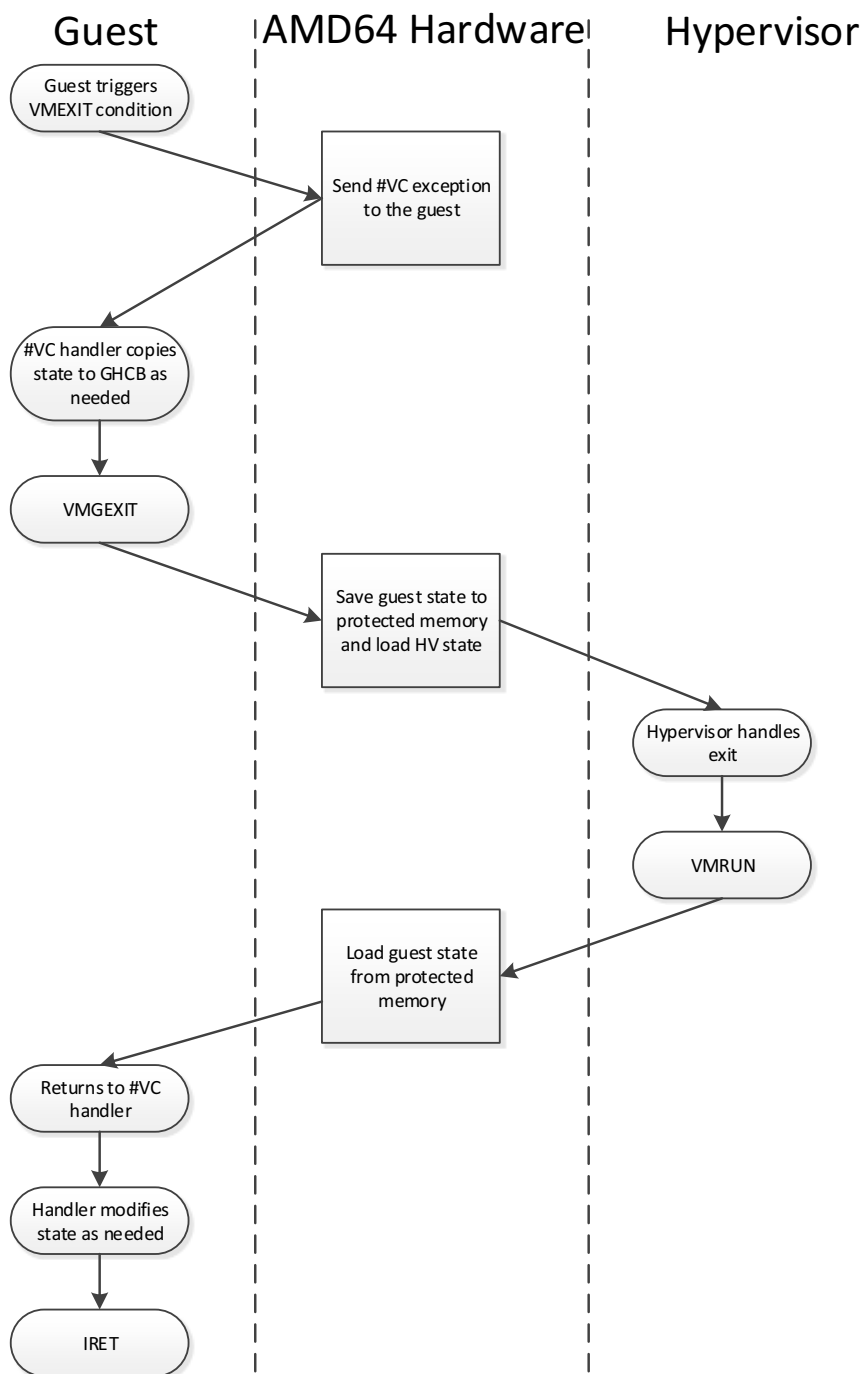 Guest
AMD64 Hardware
Hypervisor
Guest triggers
VMEXIT condition
Send #VC exception
to the guest
#VC handler copies
state to GHCB as
needed
VMGEXIT
Save guest state to
protected memory
and load HV state
Hypervisor handles
exit
VMRUN
Load guest state
from protected
memory
Returns to #VC
handler
Handler modifies
state as needed
IRET